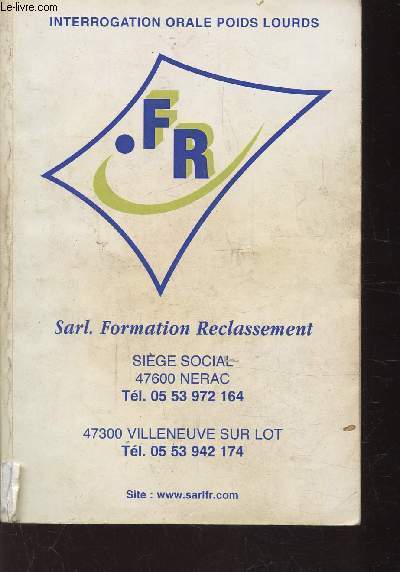 Le-livre.com
INTERROGATION ORALE POIDS LOURDS
.FR
Sarl. Formation Reclassement
SIÈGE SOCIAL
47600 NERAC
Tél. 05 53 972 164
47300 VILLENEUVE SUR LOT
Tél. 05 53 942 174
Site : www.sarlfr.com